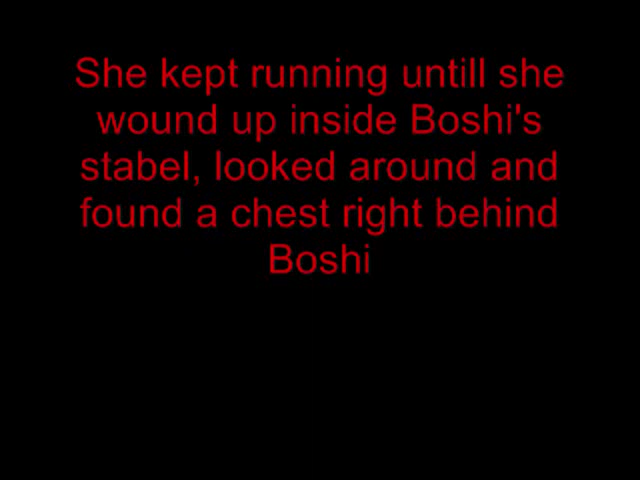 She kept running untill she
wound up inside Boshi's
stabel, looked around and
found a chest right behind
Boshi